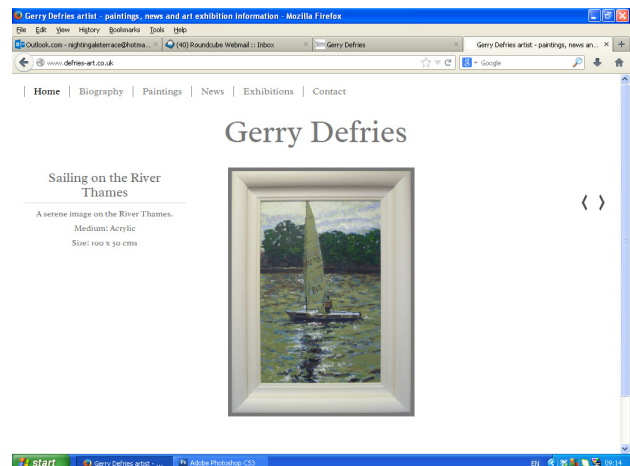 Gerry Defries artist - paintings, news and art exhibition information - Mozilla Firefox
File Edit View History Bookmarks Tools Help
Outlook.com - nightingaleterrace@hotma... × (40) Roundcube Webmail :: Inbox × Gerry Defries × Gerry Defries artist - paintings, news an... × +
www.defries-art.co.uk Google
Home | Biography | Paintings | News | Exhibitions | Contact
Gerry Defries
Sailing on the River
Thames
A serene image on the River Thames.
Medium: Acrylic
Size: 100 x 50 cms
start Gerry Defries artist - ... Ps Adobe Photoshop CS3 EN 09:14